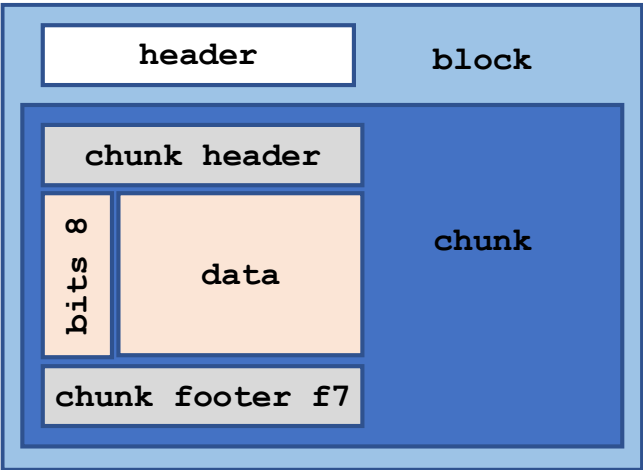 header
block
chunk header
chunk
bits 8
data
chunk footer f7